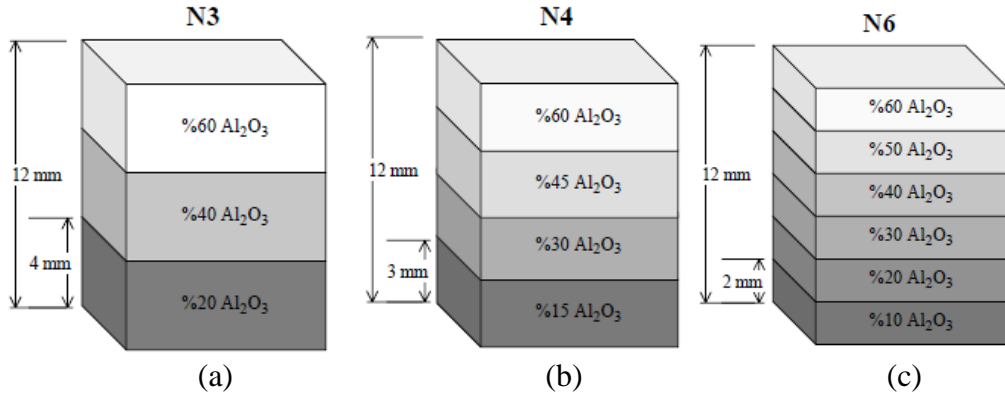 N3
%60 Al₂O₃
%40 Al₂O₃
%20 Al₂O₃
12 mm
4 mm
(a)
N4
%60 Al₂O₃
%45 Al₂O₃
%30 Al₂O₃
%15 Al₂O₃
12 mm
3 mm
(b)
N6
%60 Al₂O₃
%50 Al₂O₃
%40 Al₂O₃
%30 Al₂O₃
%20 Al₂O₃
%10 Al₂O₃
12 mm
2 mm
(c)